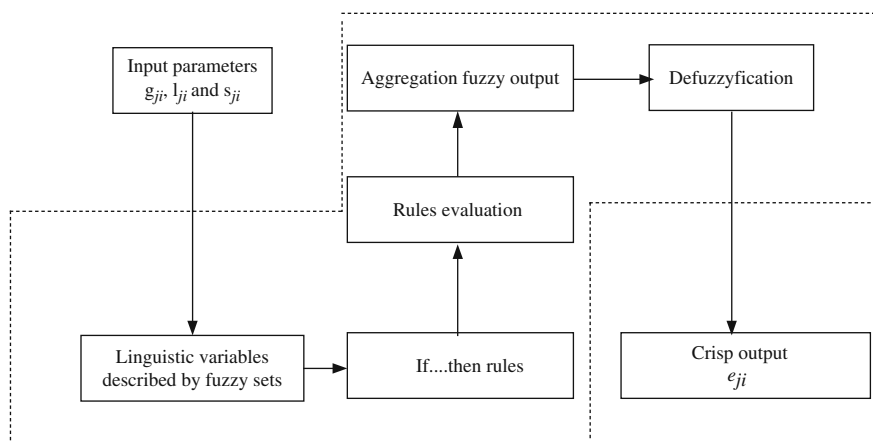 Input parameters
gji, lji and sji
Aggregation fuzzy output
Defuzzyfication
Rules evaluation
Linguistic variables
described by fuzzy sets
If....then rules
Crisp output
eji